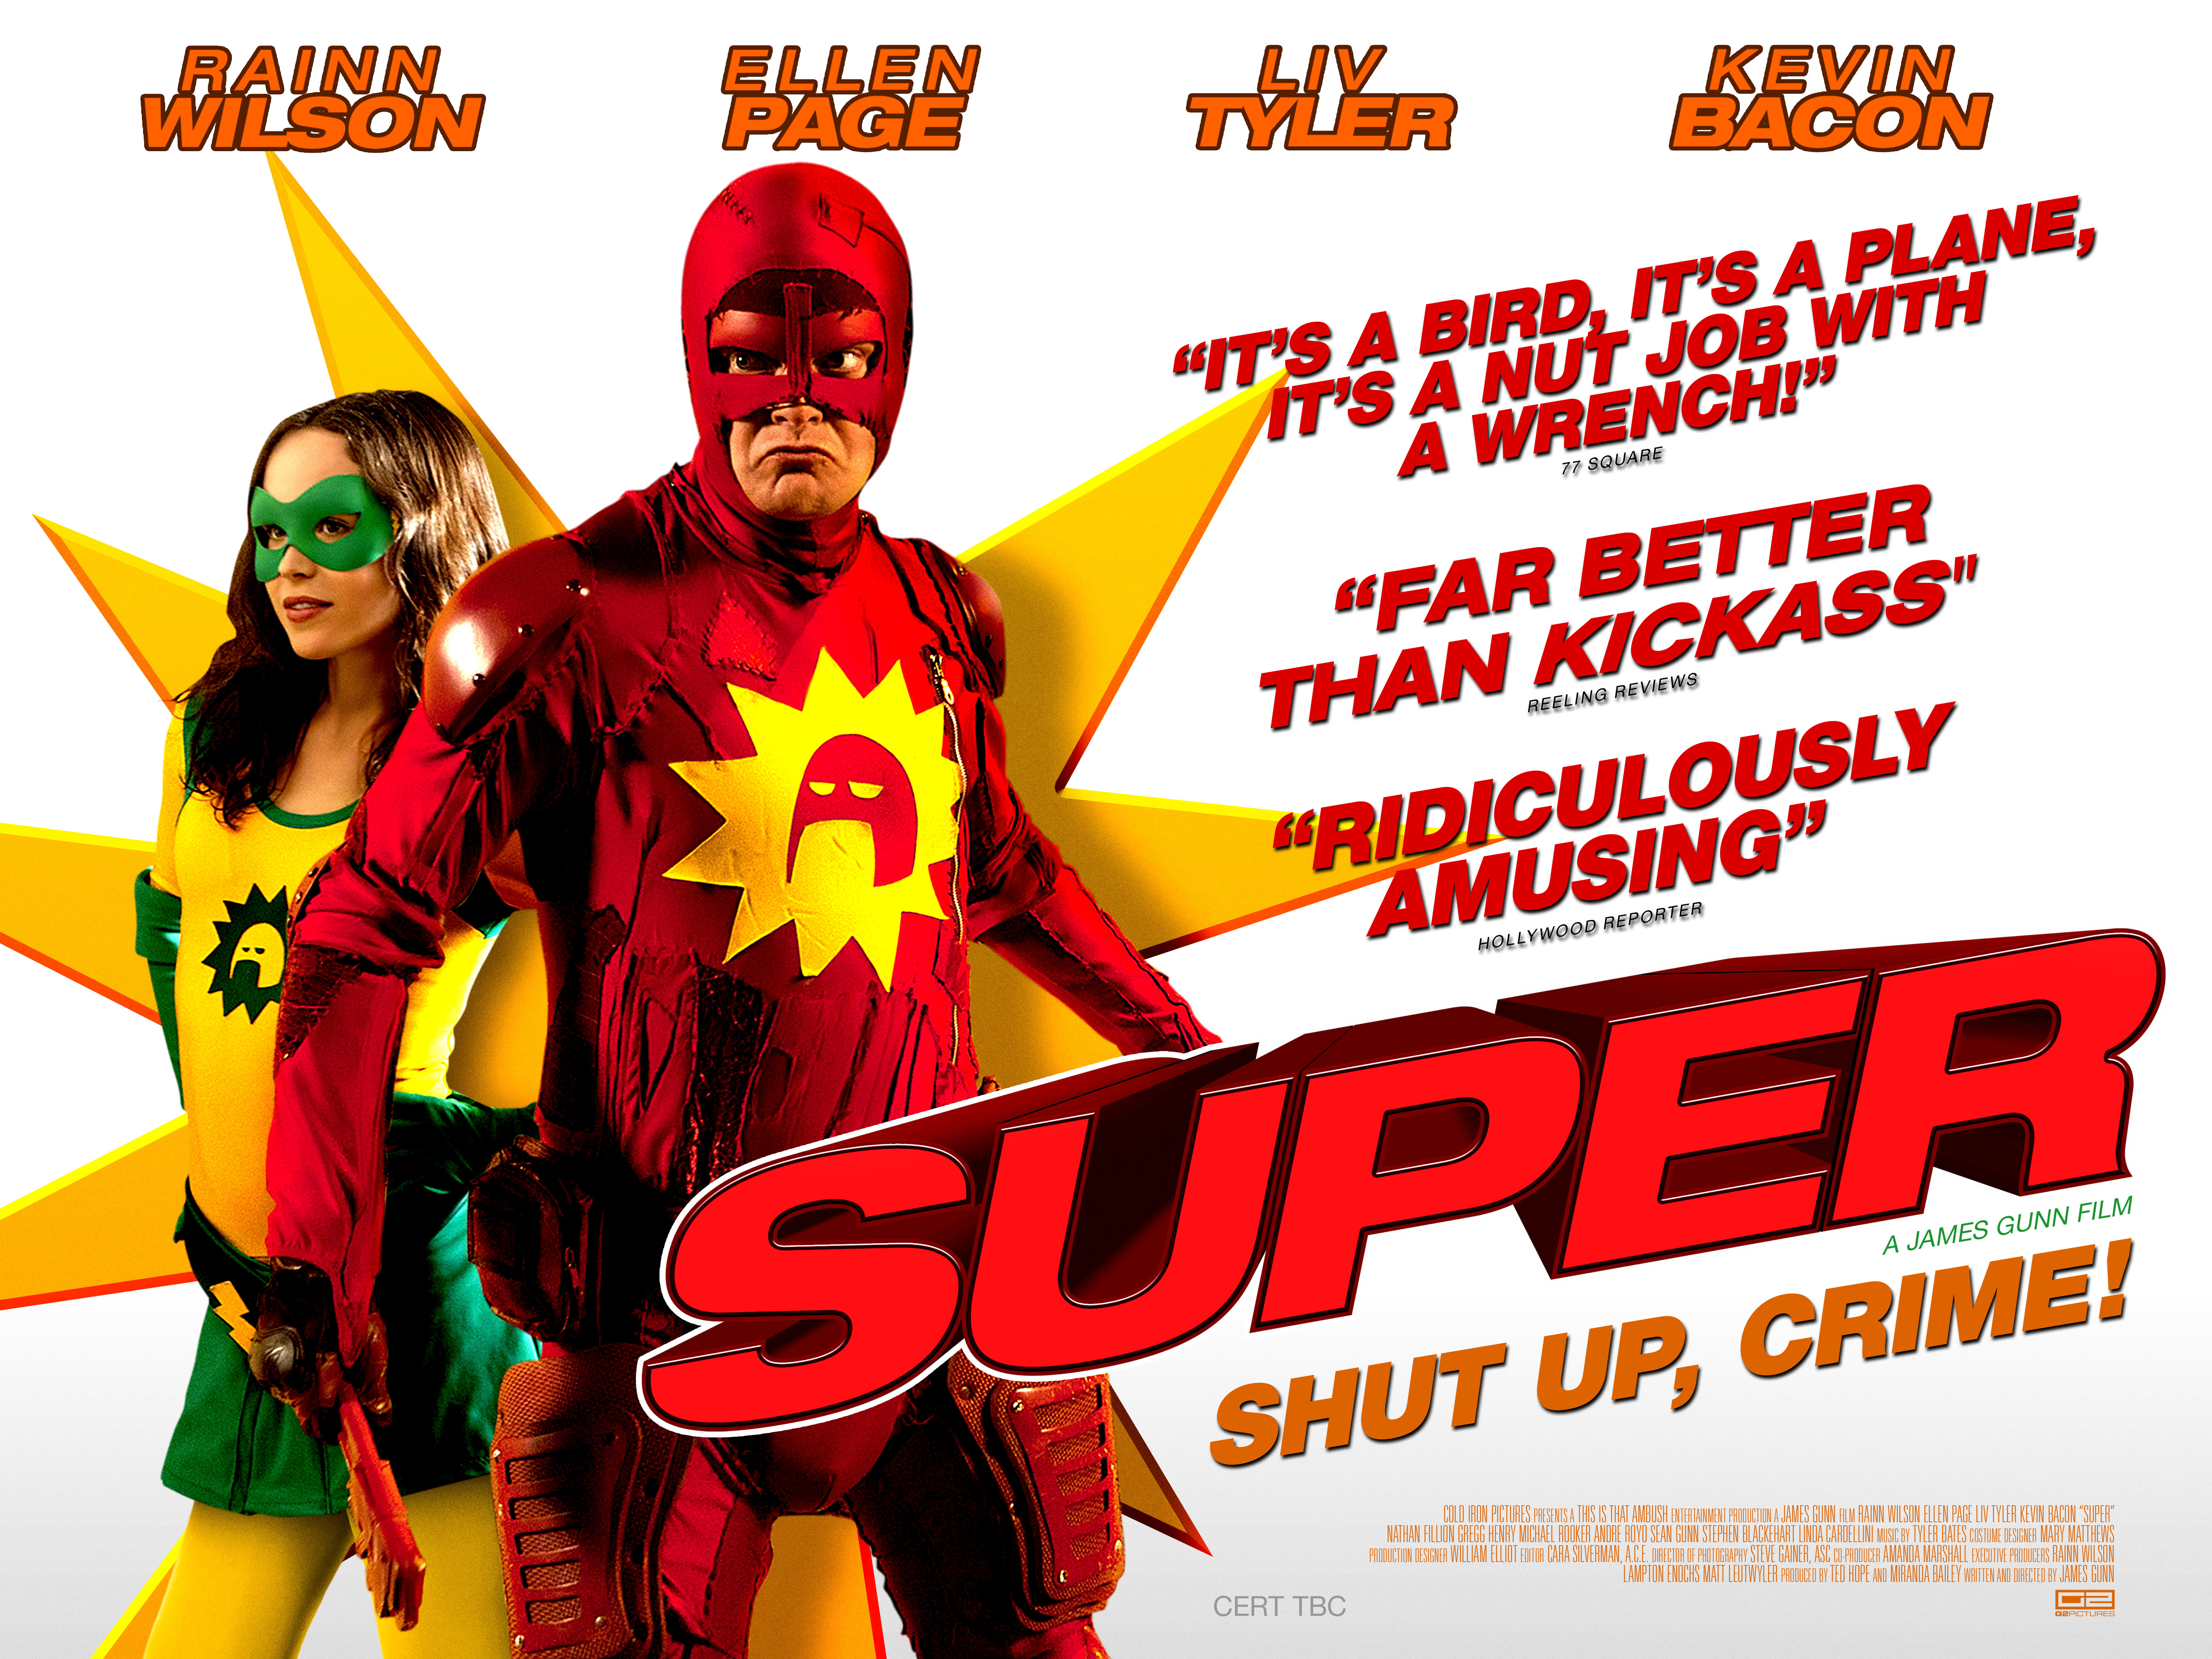 RAINN
WILSON
ELLEN
PAGE
LIV
TYLER
KEVIN
BACON
“IT’S A BIRD, IT’S A PLANE,
IT’S A NUT JOB WITH
A WRENCH!”
77 SQUARE
“FAR BETTER
THAN KICKASS"
REELING REVIEWS
“RIDICULOUSLY
AMUSING”
HOLLYWOOD REPORTER
SUPER
A JAMES GUNN FILM
SHUT UP, CRIME!
COLD IRON PICTURES PRESENTS A THIS IS THAT AMBUSH ENTERTAINMENT PRODUCTION A JAMES GUNN FILM RAINN WILSON ELLEN PAGE LIV TYLER KEVIN BACON “SUPER”
NATHAN FILLION GREGG HENRY MICHAEL ROOKER ANDRE ROYO SEAN GUNN STEPHEN BLACKEHART LINDA CARDELLINI MUSIC BY TYLER BATES COSTUME DESIGNER MARY MATTHEWS
PRODUCTION DESIGNER WILLIAM ELLIOT EDITOR CARA SILVERMAN, A.C.E. DIRECTOR OF PHOTOGRAPHY STEVE GAINER, ASC CO-PRODUCER AMANDA MARSHALL EXECUTIVE PRODUCERS RAINN WILSON
LAMPTON ENOCHS MATT LEUTWYLER PRODUCED BY TED HOPE AND MIRANDA BAILEY WRITTEN AND DIRECTED BY JAMES GUNN
CERT TBC
G2
G2PICTURES